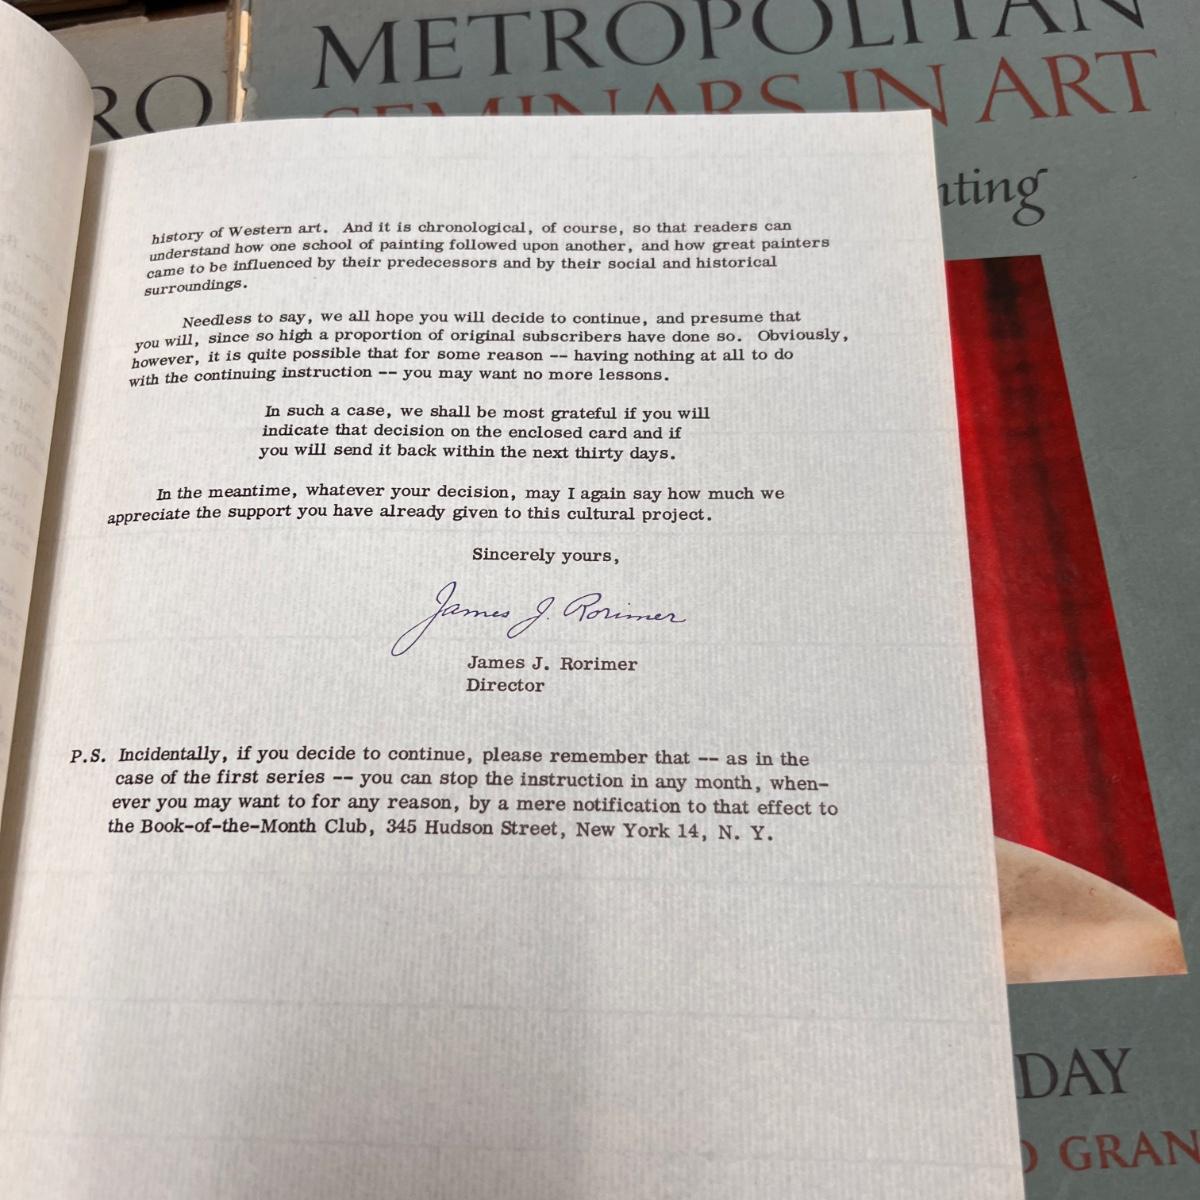 RO
METROPOLITAN
SEMINARS IN ART
history of Western art. And it is chronological, of course, so that readers can
understand how one school of painting followed upon another, and how great painters
came to be influenced by their predecessors and by their social and historical
surroundings.
Needless to say, we all hope you will decide to continue, and presume that
you will, since so high a proportion of original subscribers have done so. Obviously,
however, it is quite possible that for some reason -- having nothing at all to do
with the continuing instruction -- you may want no more lessons.
In such a case, we shall be most grateful if you will
indicate that decision on the enclosed card and if
you will send it back within the next thirty days.
In the meantime, whatever your decision, may I again say how much we
appreciate the support you have already given to this cultural project.
Sincerely yours,
James J. Rorimer
James J. Rorimer
Director
P.S. Incidentally, if you decide to continue, please remember that -- as in the
case of the first series -- you can stop the instruction in any month, when-
ever you may want to for any reason, by a mere notification to that effect to
the Book-of-the-Month Club, 345 Hudson Street, New York 14, N. Y.
nting
DAY
GRAN